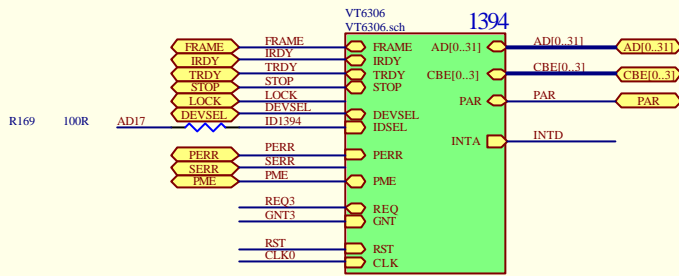 VT6306
VT6306.sch
1394
FRAME FRAME FRAME AD[0..31] AD[0..31] AD[0..31]
IRDY IRDY IRDY
TRDY TRDY TRDY CBE[0..3] CBE[0..3] CBE[0..3]
STOP STOP STOP
LOCK LOCK PAR PAR PAR
DEVSEL DEVSEL DEVSEL
R169 100R AD17 ID1394 IDSEL
INTA INTD
PERR PERR PERR
SERR SERR
PME PME PME
REQ3 REQ
GNT3 GNT
RST RST
CLK0 CLK